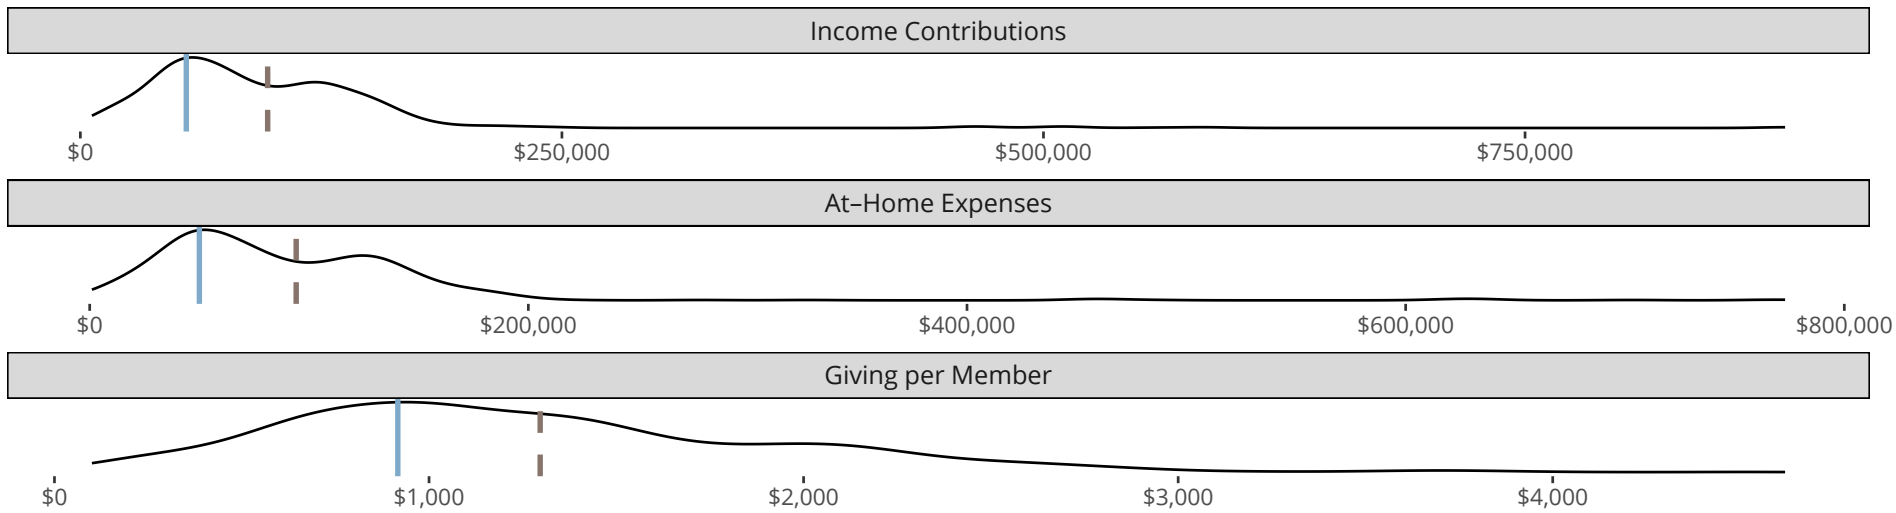 Income Contributions
$0 $250,000 $500,000 $750,000
At–Home Expenses
$0 $200,000 $400,000 $600,000 $800,000
Giving per Member
$0 $1,000 $2,000 $3,000 $4,000